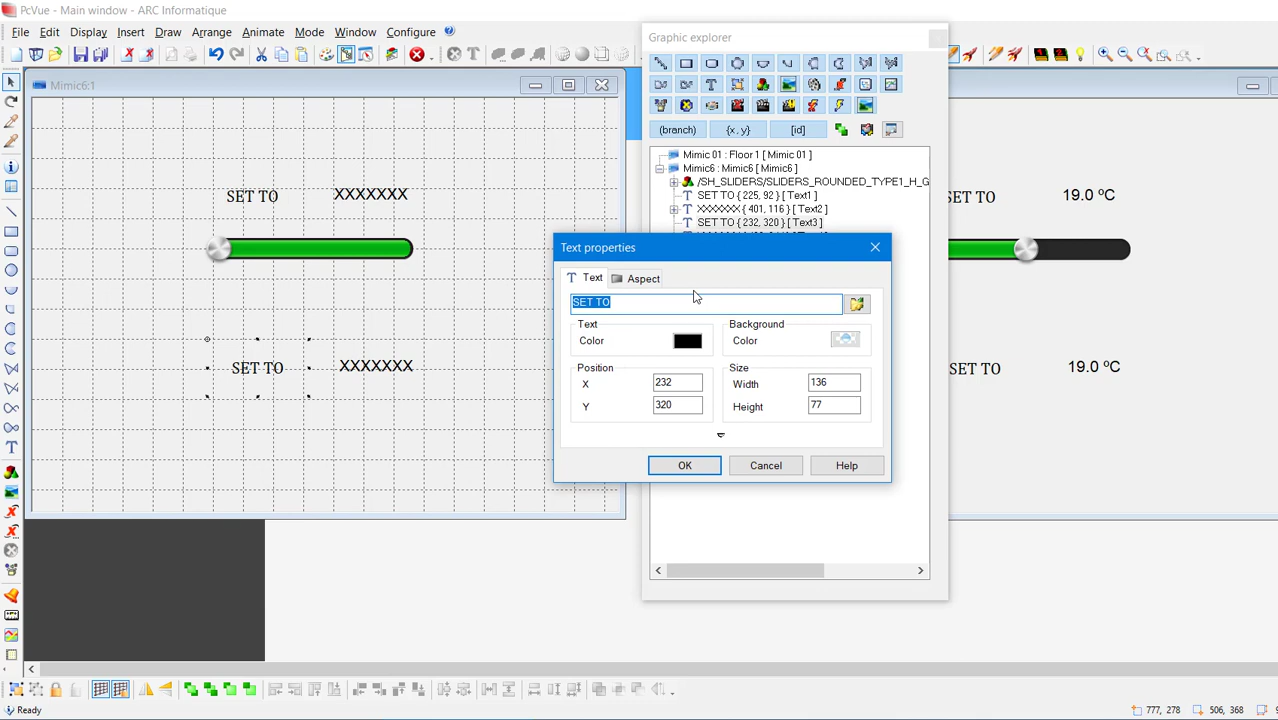 PcVue - Main window - ARC Informatique
File Edit Display Insert Draw Arrange Animate Mode Window Configure
Graphic explorer
Mimic6:1
(branch) {x , y} [id]
Mimic 01 : Floor 1 [ Mimic 01 ]
Mimic6 : Mimic6 [ Mimic6 ]
/SH_SLIDERS/SLIDERS_ROUNDED_TYPE1_H_G
SET TO { 225, 92 } [ Text1 ]
XXXXXXX { 401, 116 } [ Text2 ]
SET TO { 232, 320 } [ Text3 ]
SET TO XXXXXXX
SET TO 19.0 ºC
Text properties
Text Aspect
SET TO
Text
Color
Background
Color
Position
X 232
Y 320
Size
Width 136
Height 77
OK Cancel Help
SET TO XXXXXXX
SET TO 19.0 ºC
Ready
777, 278 506, 368